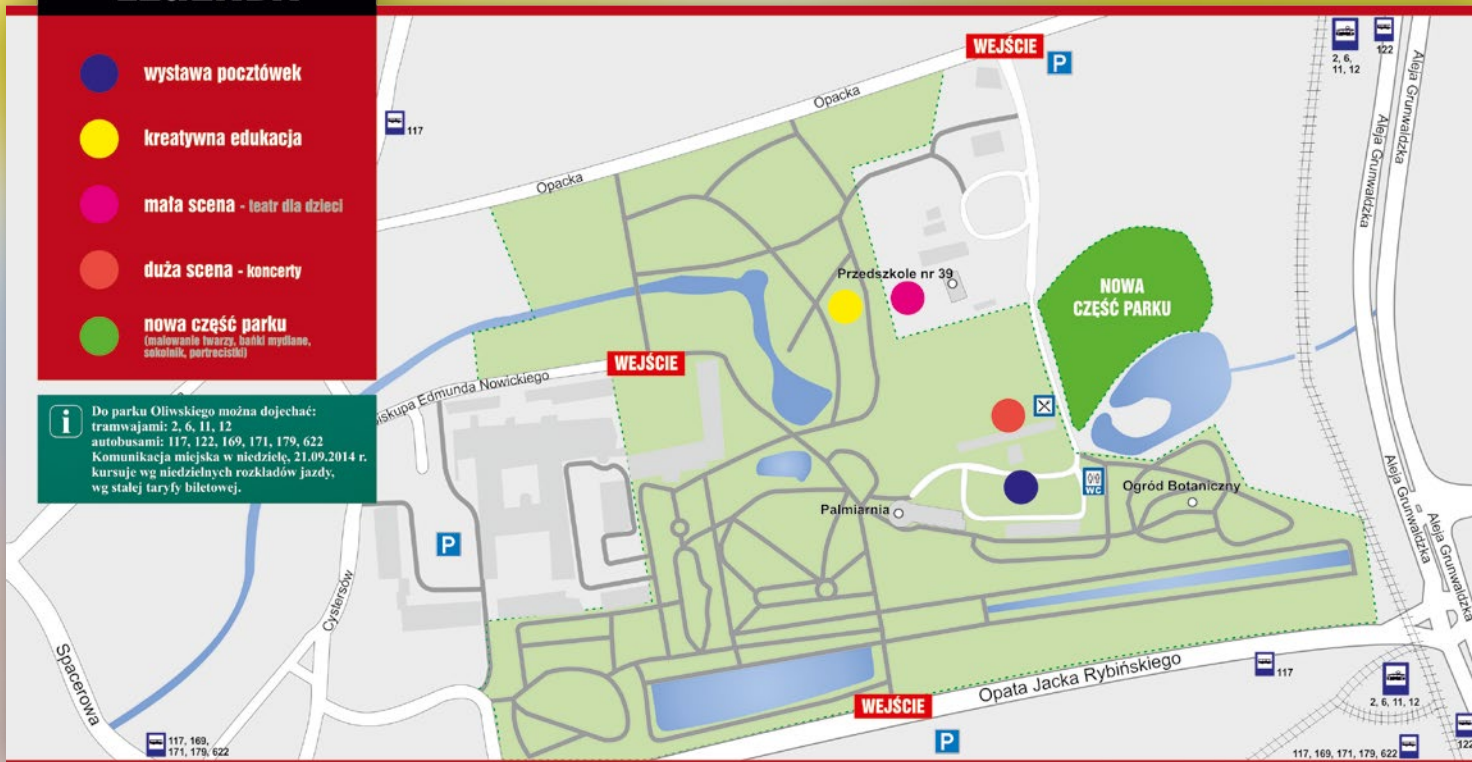 wystawa pocztówek
kreatywna edukacja
mała scena - teatr dla dzieci
duża scena - koncerty
nowa część parku
(malowanie twarzy, bańki mydlane,
sokolnik, portrecistki)
i
Do parku Oliwskiego można dojechać:
tramwajami: 2, 6, 11, 12
autobusami: 117, 122, 169, 171, 179, 622
Komunikacja miejska w niedzielę, 21.09.2014 r.
kursuje wg niedzielnych rozkładów jazdy,
wg stałej taryfy biletowej.
WEJŚCIE
P
2, 6,
11, 12
122
Aleja Grunwaldzka
Aleja Grunwaldzka
117
Opacka
Opacka
Przedszkole nr 39
NOWA
CZĘŚĆ PARKU
WEJŚCIE
iskupa Edmunda Nowickiego
WC
Ogród Botaniczny
Palmiarnia
P
Aleja Grunwaldzka
Aleja Grunwaldzka
Cystersów
Spacerowa
Opata Jacka Rybińskiego
117
WEJŚCIE
P
2, 6, 11, 12
117, 169,
171, 179, 622
117, 169, 171, 179, 622
122